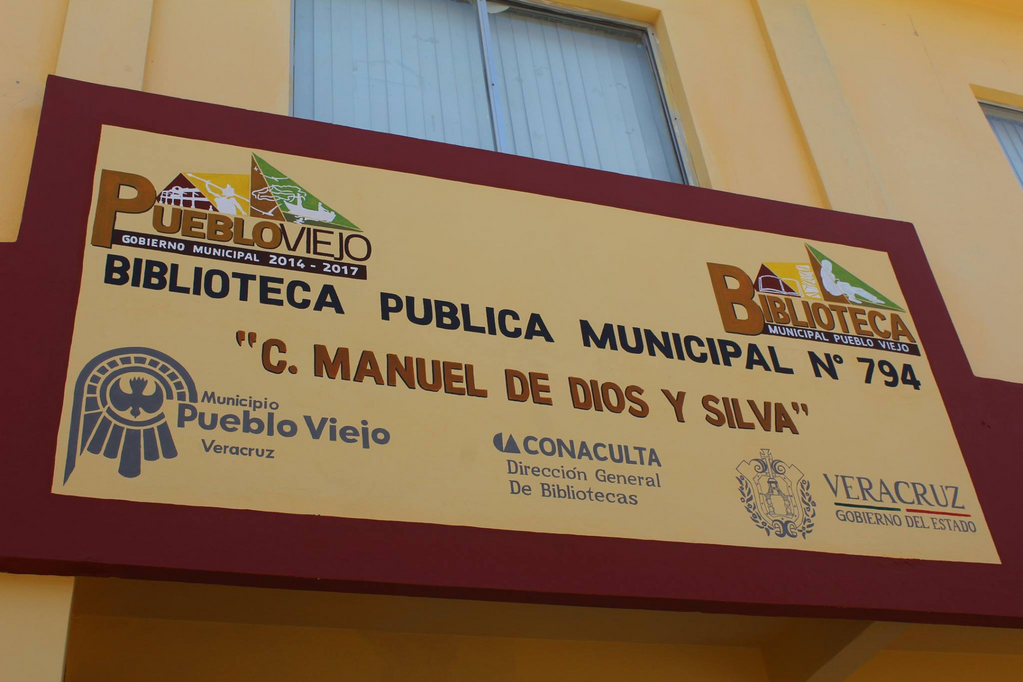 PUEBLOVIEJO
GOBIERNO MUNICIPAL 2014 - 2017
BIBLIOTECA
MUNICIPAL PUEBLO VIEJO
BIBLIOTECA PUBLICA MUNICIPAL N° 794
"C. MANUEL DE DIOS Y SILVA"
Municipio
Pueblo Viejo
Veracruz
CONACULTA
Dirección General
De Bibliotecas
VERACRUZ
GOBIERNO DEL ESTADO